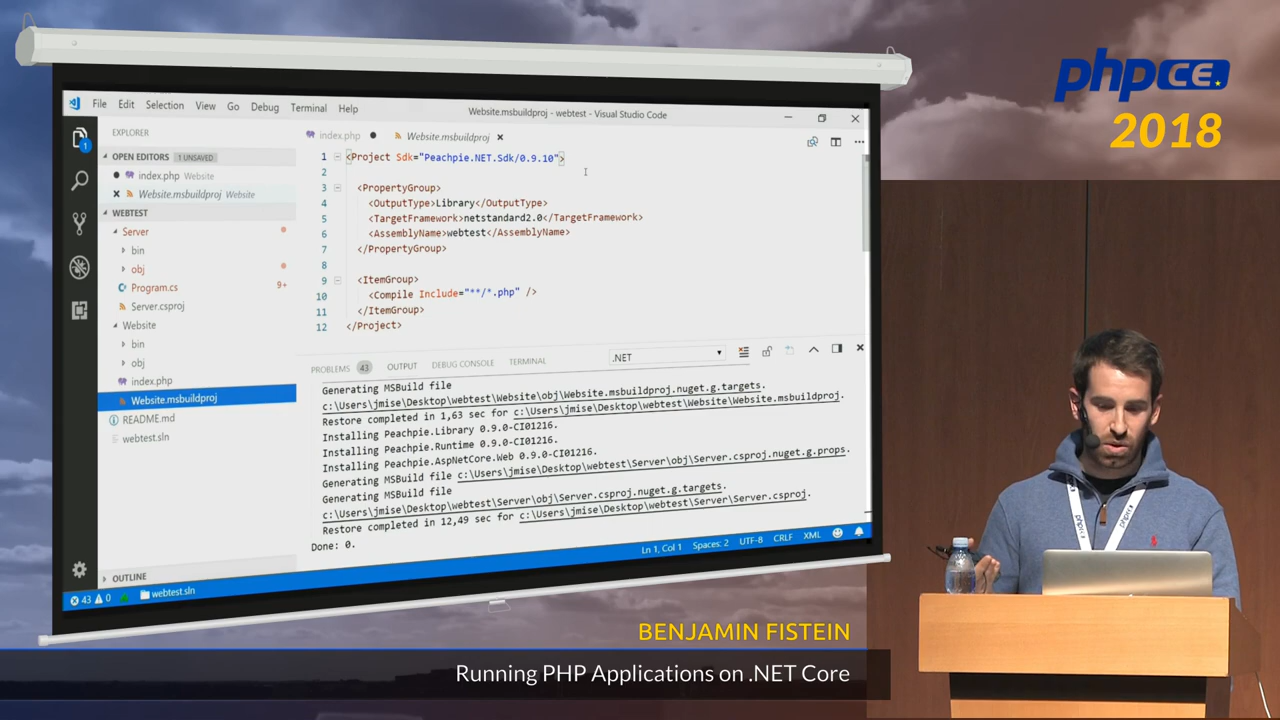 phpCE.
2018
File Edit Selection View Go Debug Terminal Help
Website.msbuildproj - webtest - Visual Studio Code
EXPLORER
OPEN EDITORS 1 UNSAVED
index.php Website
Website.msbuildproj Website
WEBTEST
Server
bin
obj
Program.cs 9+
Server.csproj
Website
bin
obj
index.php
Website.msbuildproj
README.md
webtest.sln
OUTLINE
1
index.php Website.msbuildproj
1 <Project Sdk="Peachpie.NET.Sdk/0.9.10">
2
3 <PropertyGroup>
4 <OutputType>Library</OutputType>
5 <TargetFramework>netstandard2.0</TargetFramework>
6 <AssemblyName>webtest</AssemblyName>
7 </PropertyGroup>
8
9 <ItemGroup>
10 <Compile Include="**/*.php" />
11 </ItemGroup>
12 </Project>
PROBLEMS 43 OUTPUT DEBUG CONSOLE TERMINAL .NET
Generating MSBuild file
c:\Users\jmise\Desktop\webtest\Website\obj\Website.msbuildproj.nuget.g.targets.
Restore completed in 1,63 sec for c:\Users\jmise\Desktop\webtest\Website\Website.msbuildproj.
Installing Peachpie.Library 0.9.0-CI01216.
Installing Peachpie.Runtime 0.9.0-CI01216.
Installing Peachpie.AspNetCore.Web 0.9.0-CI01216.
Generating MSBuild file c:\Users\jmise\Desktop\webtest\Server\obj\Server.csproj.nuget.g.props.
Generating MSBuild file
c:\Users\jmise\Desktop\webtest\Server\obj\Server.csproj.nuget.g.targets.
Restore completed in 12,49 sec for c:\Users\jmise\Desktop\webtest\Server\Server.csproj.
Done: 0.
43 0 webtest.sln Ln 1, Col 1 Spaces: 2 UTF-8 CRLF XML
BENJAMIN FISTEIN
Running PHP Applications on .NET Core